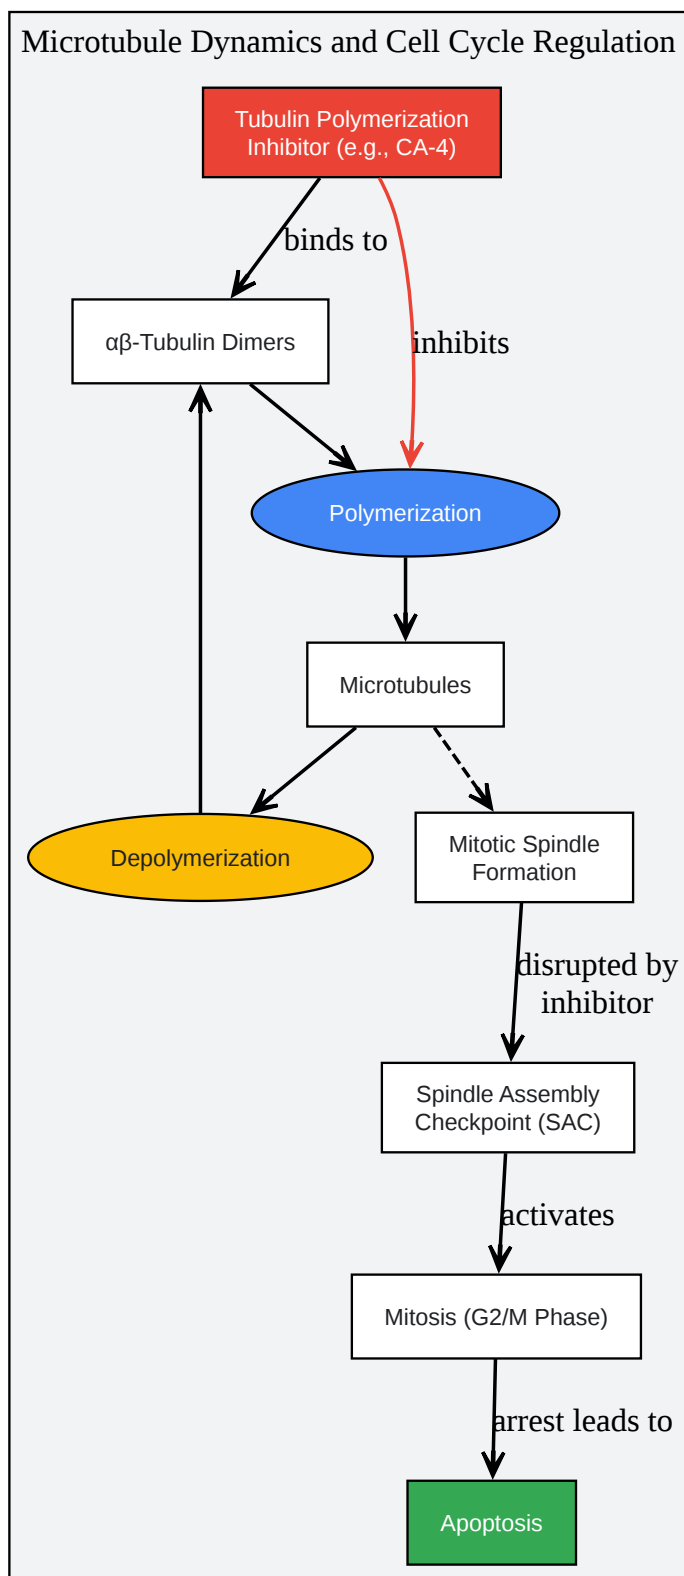 Microtubule Dynamics and Cell Cycle Regulation
Tubulin Polymerization
Inhibitor (e.g., CA-4)
binds to
αβ-Tubulin Dimers
inhibits
Polymerization
Microtubules
Depolymerization
Mitotic Spindle
Formation
disrupted by
inhibitor
Spindle Assembly
Checkpoint (SAC)
activates
Mitosis (G2/M Phase)
arrest leads to
Apoptosis